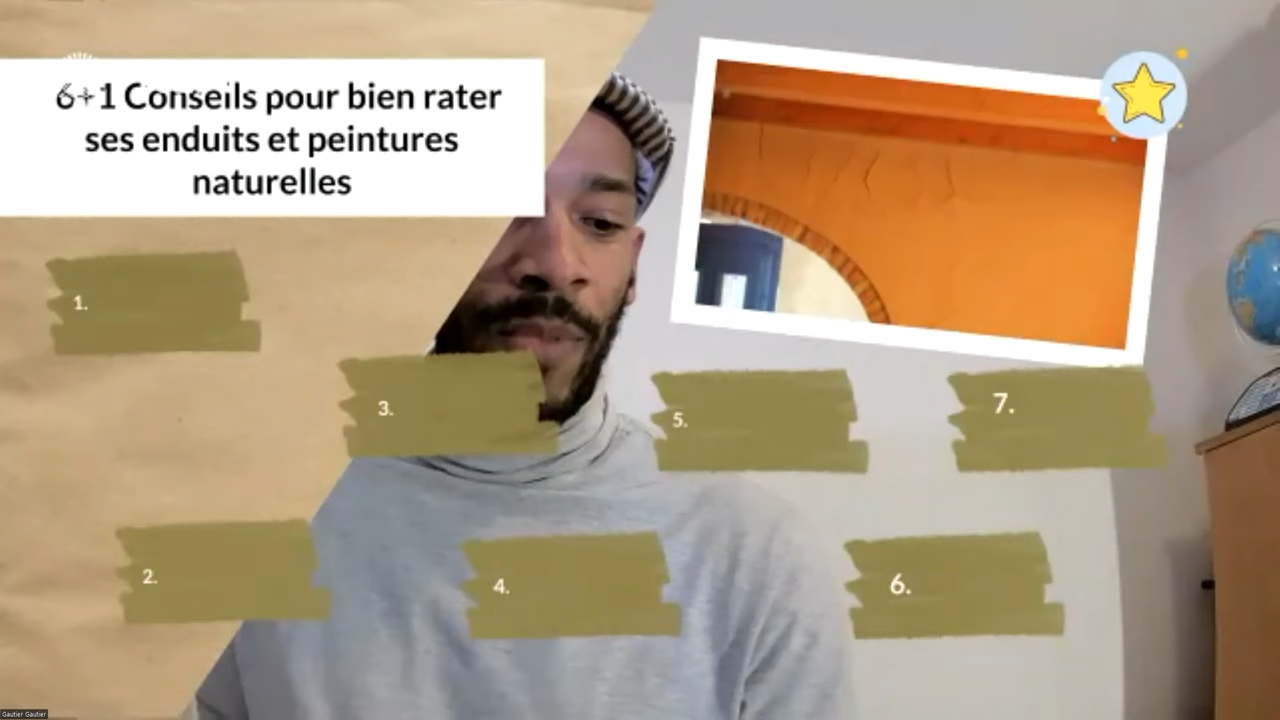 6+1 Conseils pour bien rater
ses enduits et peintures
naturelles
1.
3.
5.
7.
2.
4.
6.
Gautier Gautier